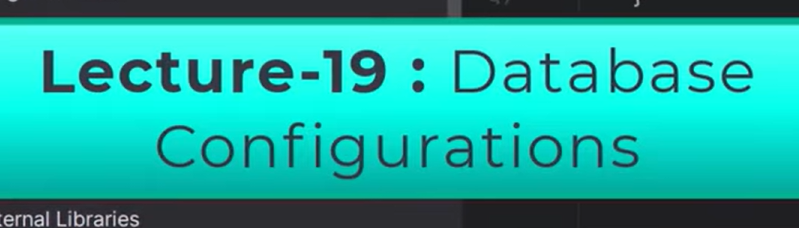 Lecture-19 : Database
Configurations
ternal Libraries